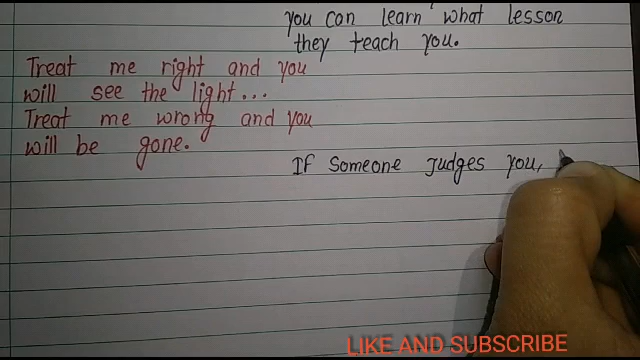 you can learn what lesson
they teach you.
Treat me right and you
will see the light...
Treat me wrong and you
will be gone.
If someone judges you,
LIKE AND SUBSCRIBE